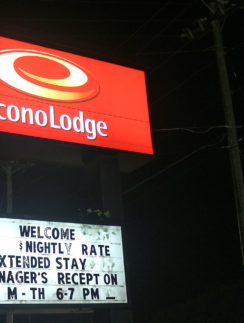 conoLodge
WELCOME
$NIGHTLY RATE
XTENDED STAY
NAGER'S RECEPT ON
M - TH 6-7 PM